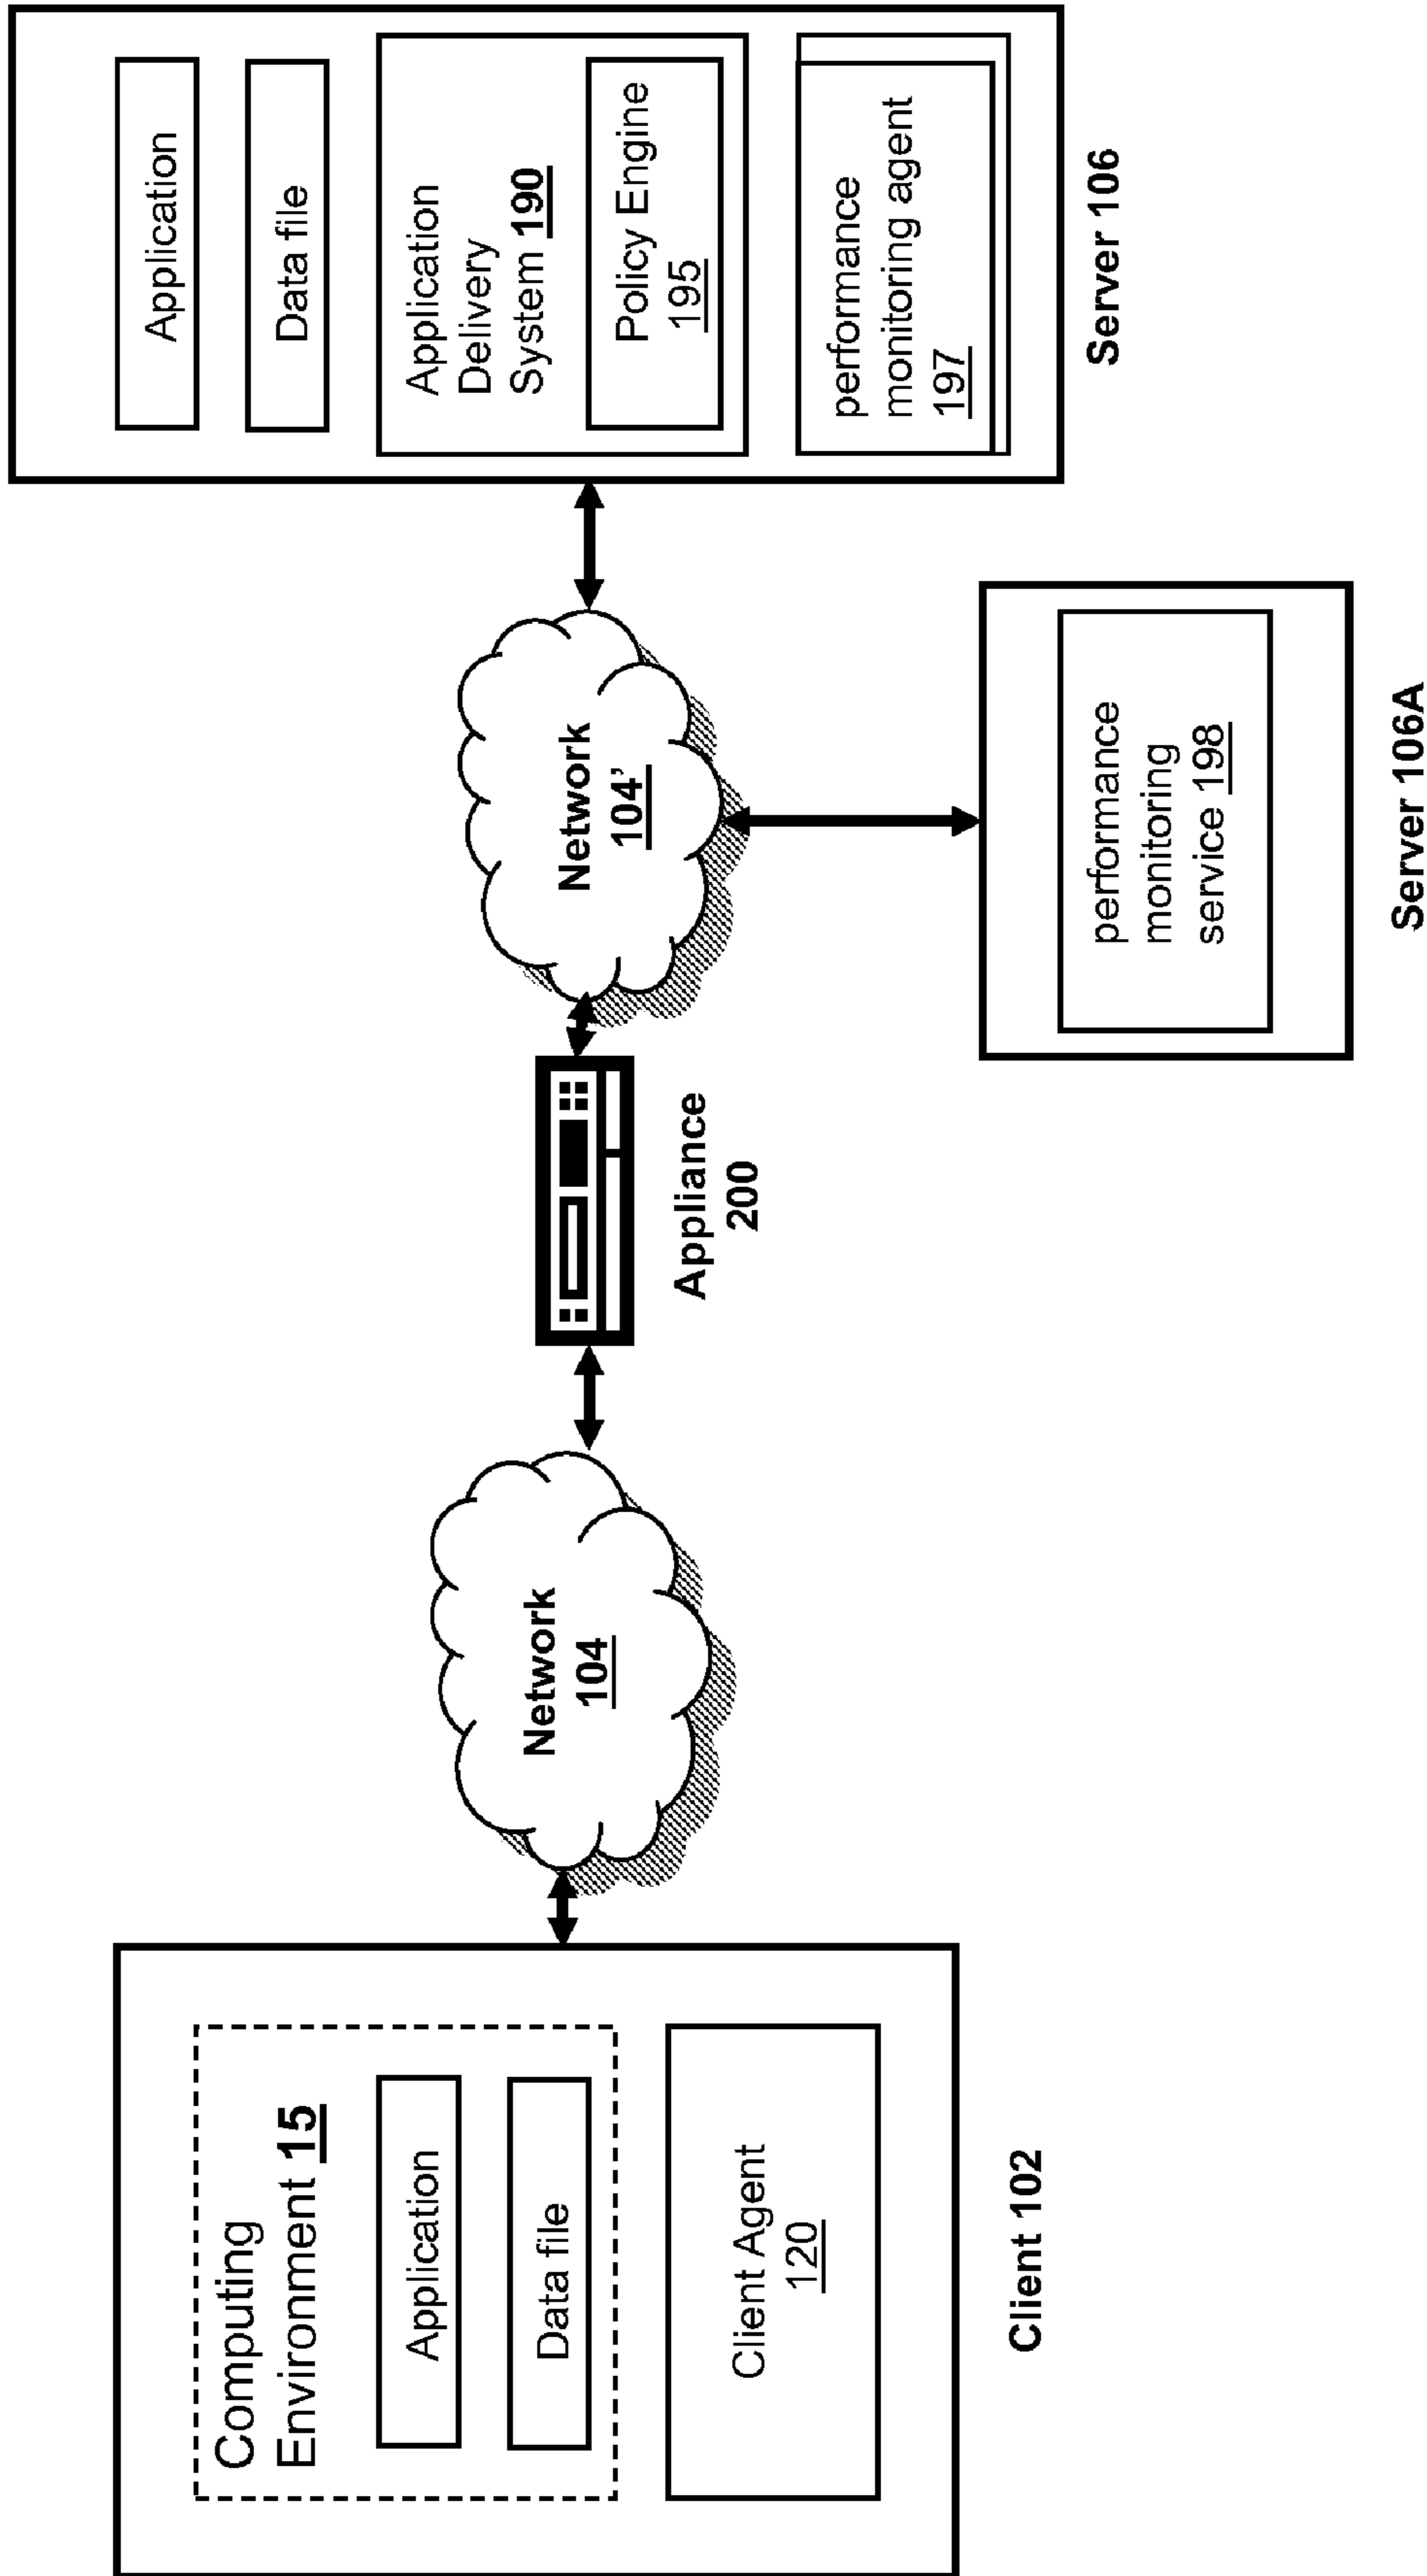 Computing
Environment 15
Application
Data file
Client Agent
120
Client 102
Network
104
Appliance
200
Network
104’
performance
monitoring
service 198
Server 106A
Application
Data file
Application
Delivery
System 190
Policy Engine
195
performance
monitoring agent
197
Server 106